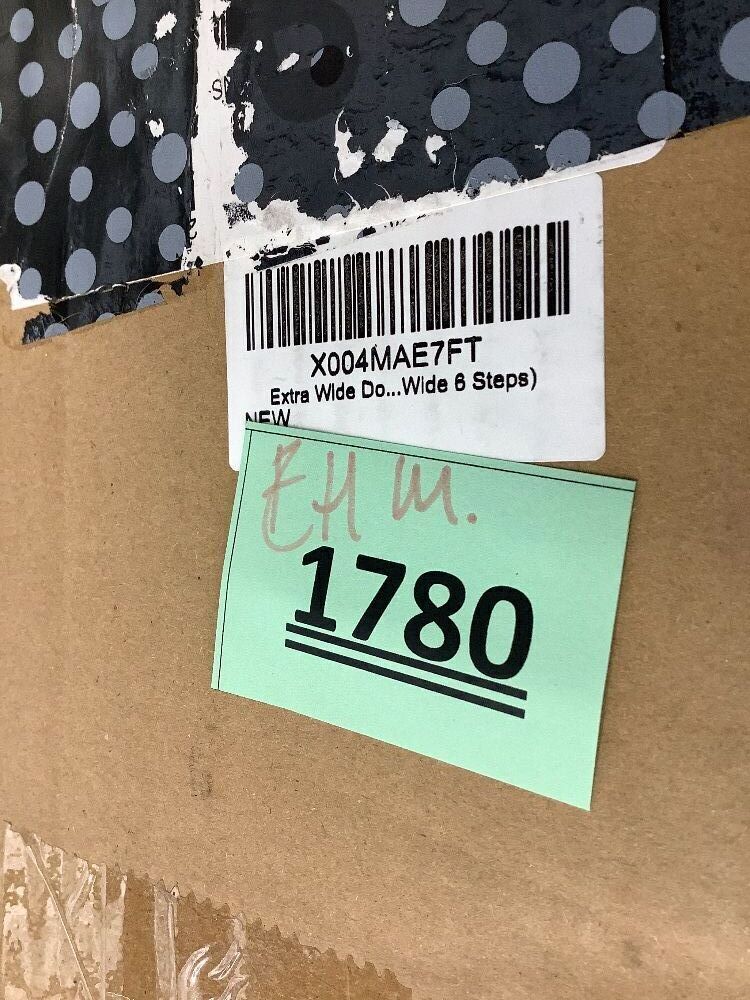 X004MAE7FT
Extra Wide Do...Wide 6 Steps)
NEW
1780